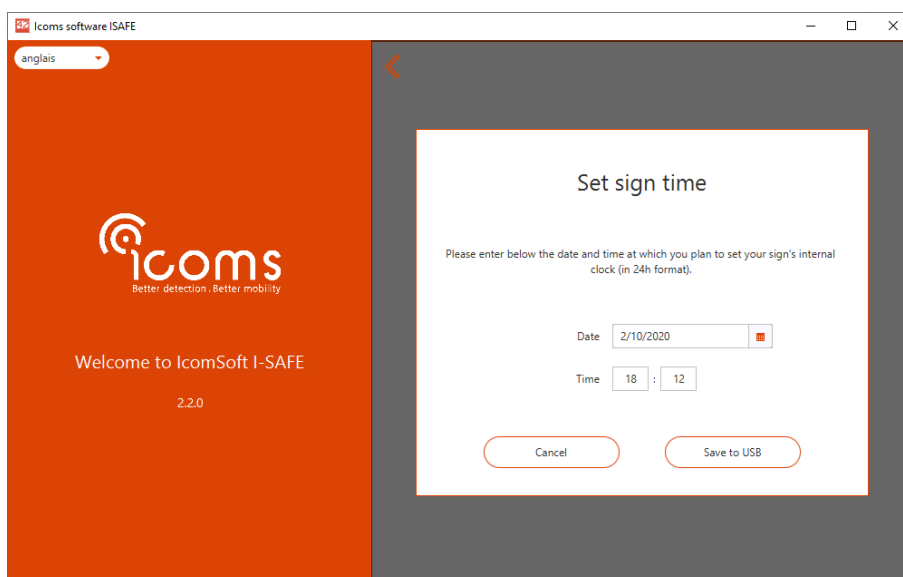 Icoms software ISAFE
anglais
icoms
Better detection. Better mobility
Welcome to IcomSoft I-SAFE
2.2.0
Set sign time
Please enter below the date and time at which you plan to set your sign's internal
clock (in 24h format).
Date 2/10/2020
Time 18 : 12
Cancel Save to USB